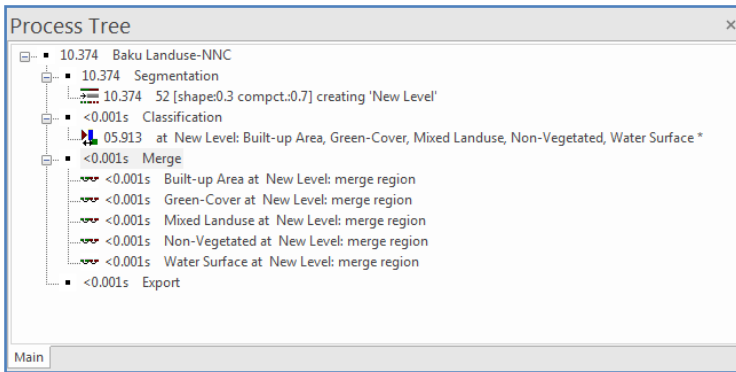 Process Tree
10.374 Baku Landuse-NNC
10.374 Segmentation
10.374 52 [shape:0.3 compct.:0.7] creating 'New Level'
<0.001s Classification
05.913 at New Level: Built-up Area, Green-Cover, Mixed Landuse, Non-Vegetated, Water Surface *
<0.001s Merge
<0.001s Built-up Area at New Level: merge region
<0.001s Green-Cover at New Level: merge region
<0.001s Mixed Landuse at New Level: merge region
<0.001s Non-Vegetated at New Level: merge region
<0.001s Water Surface at New Level: merge region
<0.001s Export
Main